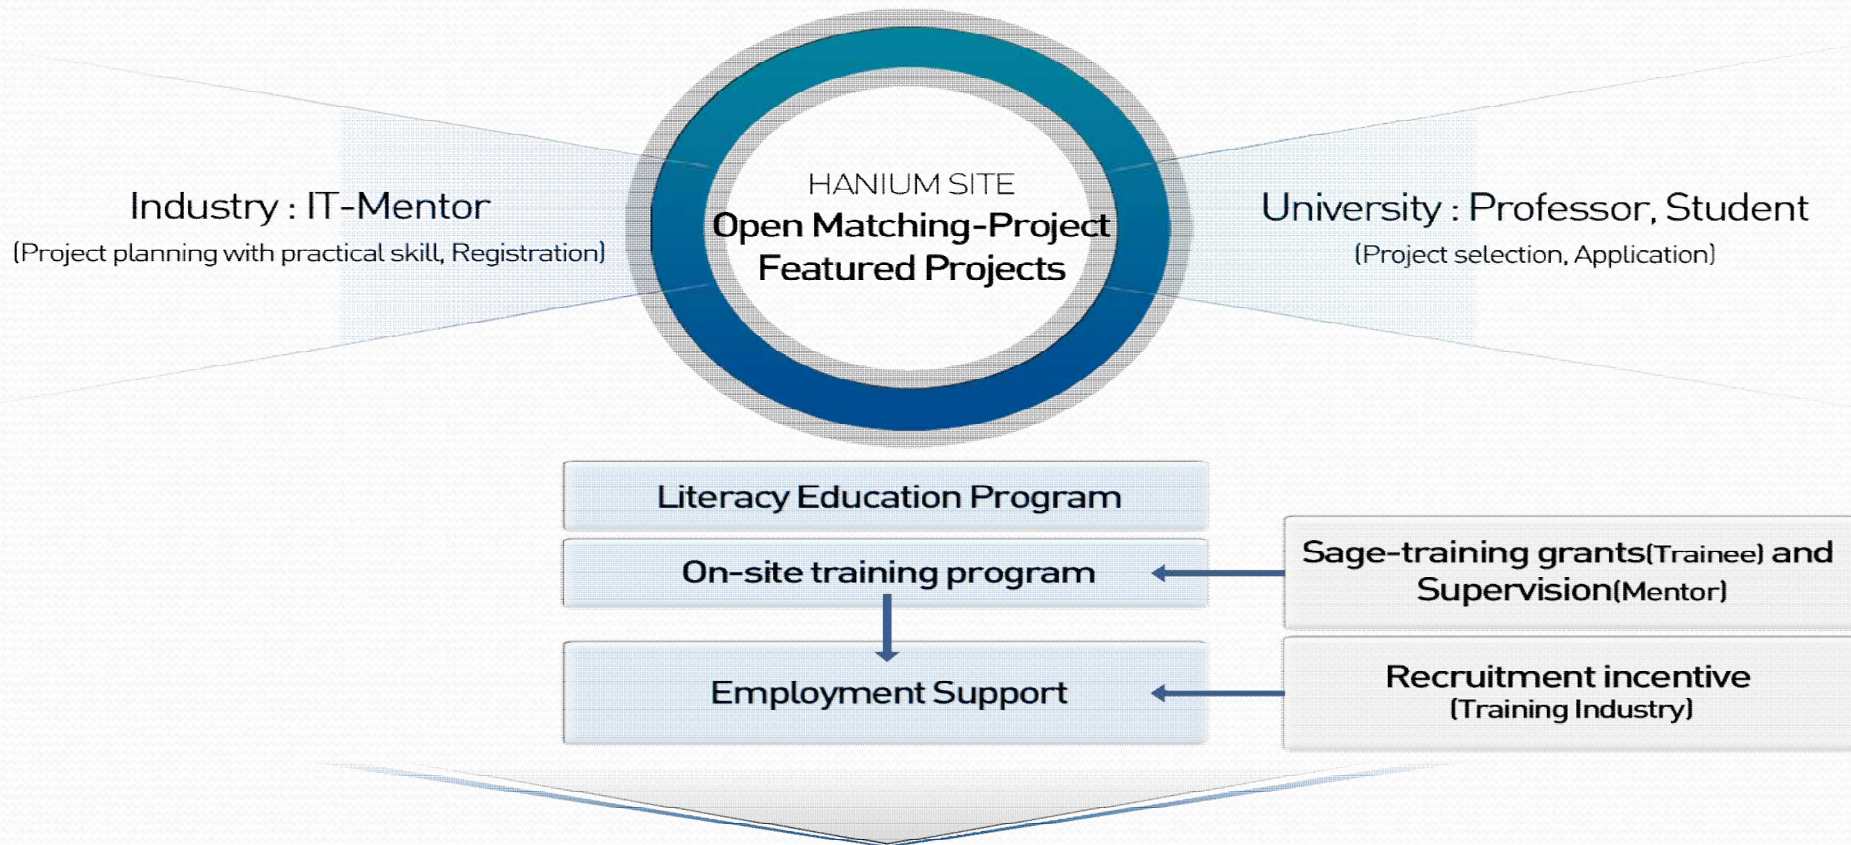 HANIUM SITE
Open Matching-Project
Featured Projects
Industry : IT-Mentor
(Project planning with practical skill, Registration)
University : Professor, Student
(Project selection, Application)
Literacy Education Program
On-site training program
Sage-training grants(Trainee) and
Supervision(Mentor)
Employment Support
Recruitment incentive
(Training Industry)